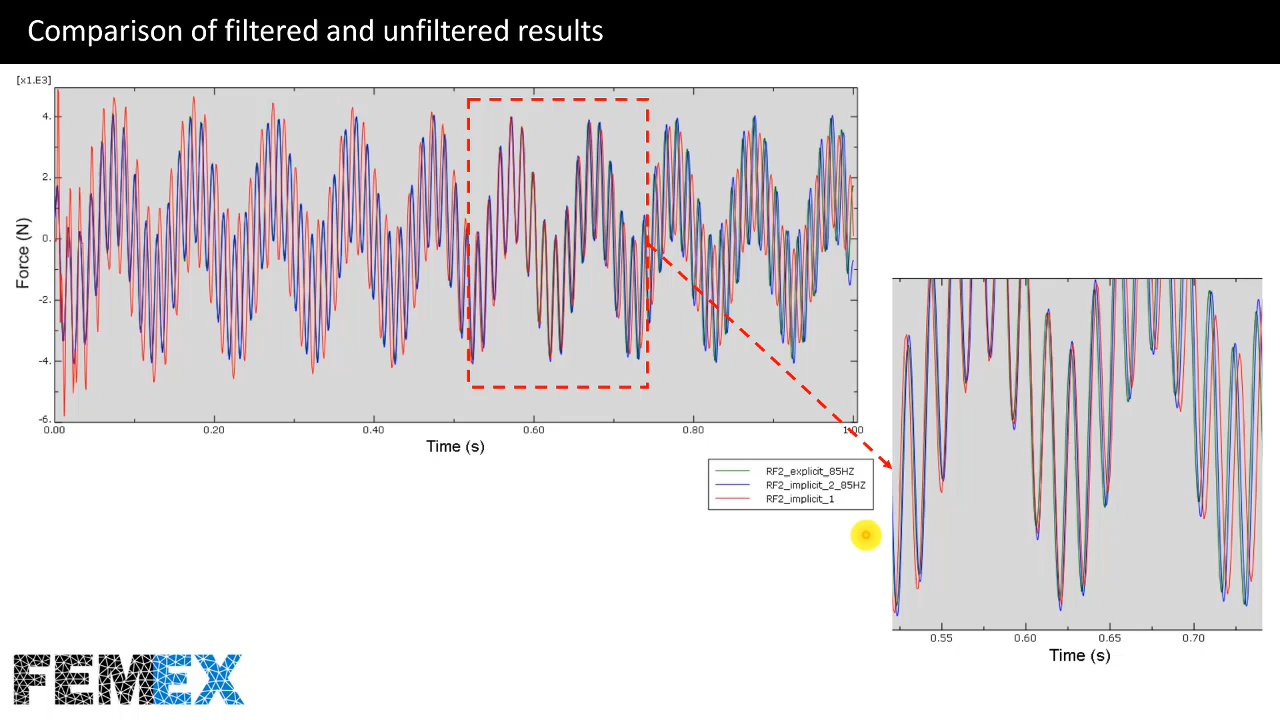 Comparison of filtered and unfiltered results
[x1.E3]
4.
2.
0.
-2.
-4.
-6.
Force (N)
0.00 0.20 0.40 0.60 0.80 1.00
Time (s)
RF2_explicit_85HZ
RF2_implicit_2_85HZ
RF2_implicit_1
0.55 0.60 0.65 0.70
Time (s)
FEMEX